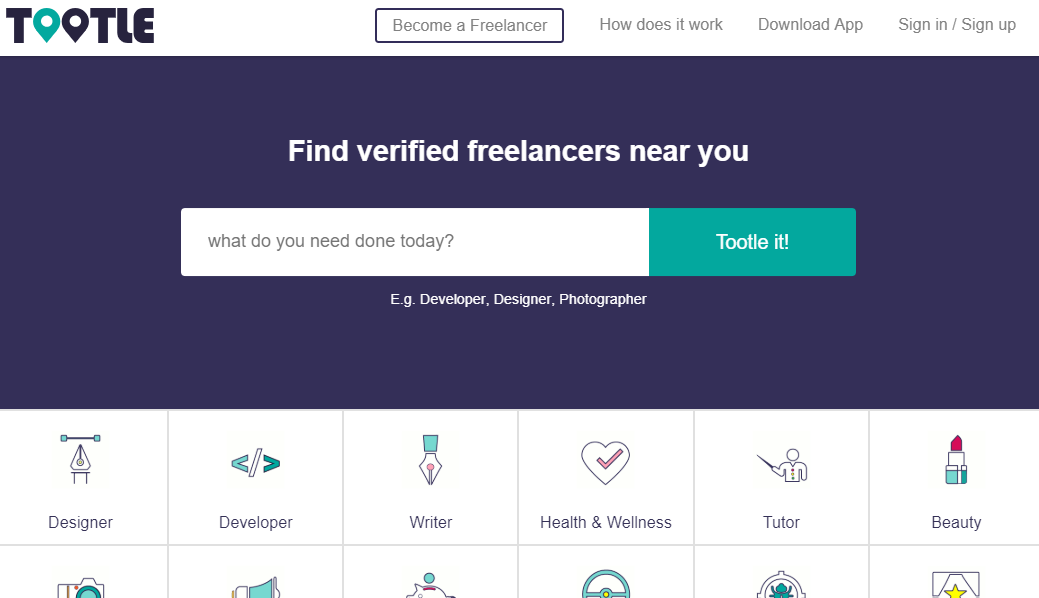 TOOTLE
Become a Freelancer
How does it work
Download App
Sign in / Sign up
Find verified freelancers near you
what do you need done today?
Tootle it!
E.g. Developer, Designer, Photographer
Designer
Developer
Writer
Health & Wellness
Tutor
Beauty